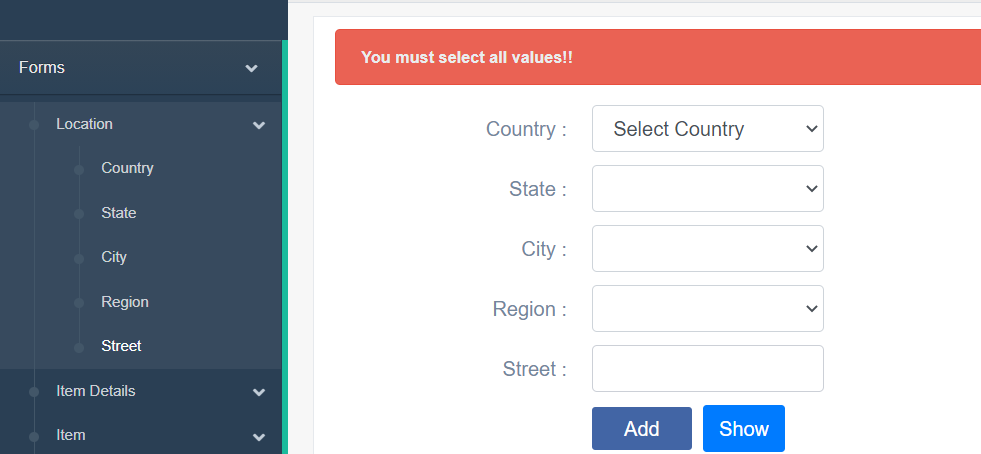 Forms
Location
Country
State
City
Region
Street
Item Details
Item
You must select all values!!
Country : Select Country
State :
City :
Region :
Street :
Add Show